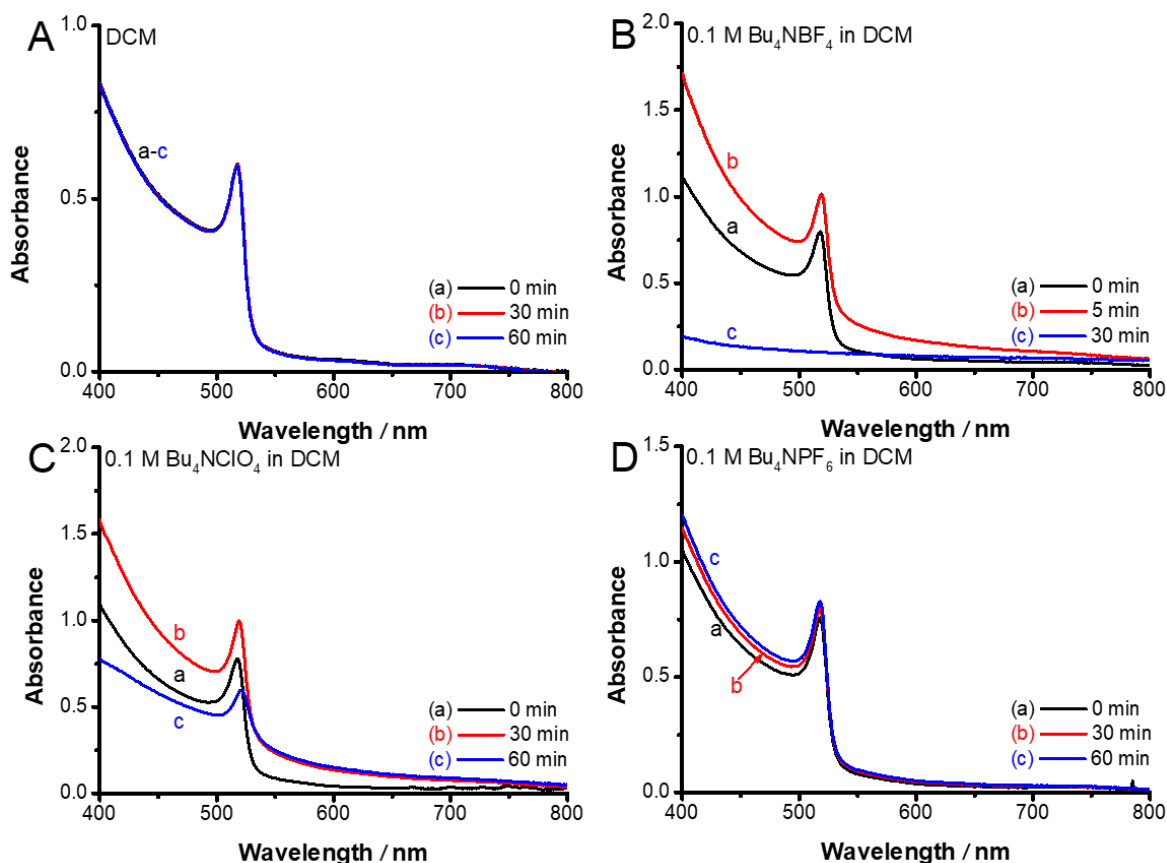 A
DCM
1.0
0.5
0.0
Absorbance
a-c
(a) 0 min
(b) 30 min
(c) 60 min
400 500 600 700 800
Wavelength / nm
B
0.1 M Bu₄NBF₄ in DCM
2.0
1.5
1.0
0.5
0.0
Absorbance
b
a
c
(a) 0 min
(b) 5 min
(c) 30 min
400 500 600 700 800
Wavelength / nm
C
0.1 M Bu₄NClO₄ in DCM
2.0
1.5
1.0
0.5
0.0
Absorbance
b
a
c
(a) 0 min
(b) 30 min
(c) 60 min
400 500 600 700 800
Wavelength / nm
D
0.1 M Bu₄NPF₆ in DCM
1.5
1.0
0.5
0.0
Absorbance
c
a
b
(a) 0 min
(b) 30 min
(c) 60 min
400 500 600 700 800
Wavelength / nm